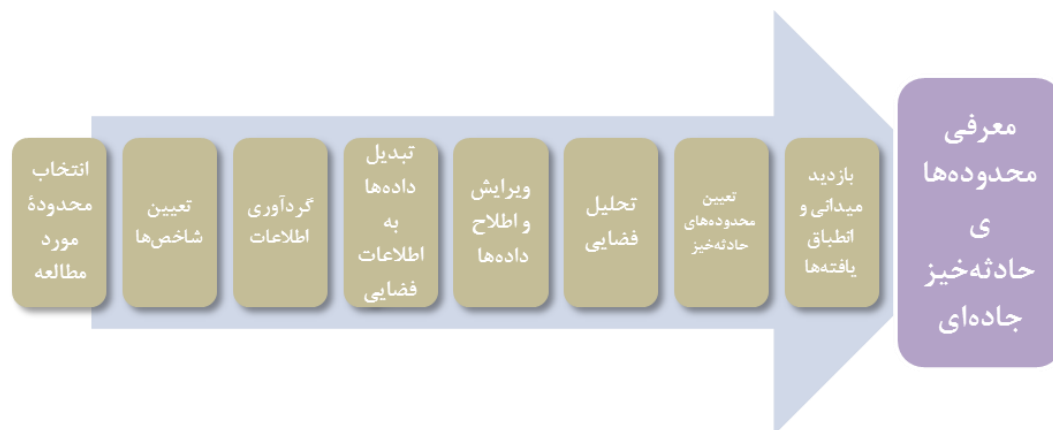 انتخاب
محدودۀ
مورد
مطالعه
تعیین
شاخص‌ها
گردآوری
اطلاعات
تبدیل
داده‌ها
به
اطلاعات
فضایی
ویرایش
و اطلاح
داده‌ها
تحلیل
فضایی
تعیین
محدوده‌های
حادثه‌خیز
بازدید
میدانی و
انطباق
یافته‌ها
معرفی
محدوده‌ها
ی
حادثه‌خیز
جاده‌ای